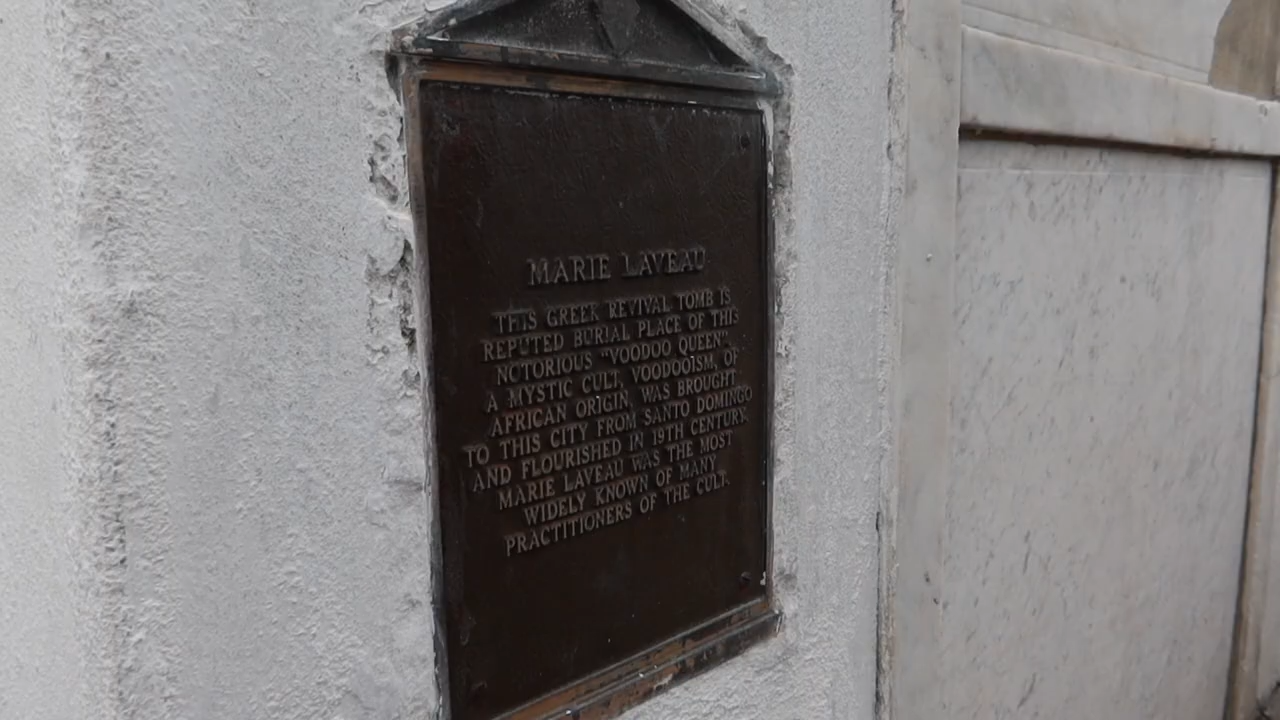 MARIE LAVEAU
THIS GREEK REVIVAL TOMB IS
REPUTED BURIAL PLACE OF THIS
NOTORIOUS "VOODOO QUEEN".
A MYSTIC CULT, VOODOOISM, OF
AFRICAN ORIGIN, WAS BROUGHT
TO THIS CITY FROM SANTO DOMINGO
AND FLOURISHED IN 19TH CENTURY.
MARIE LAVEAU WAS THE MOST
WIDELY KNOWN OF MANY
PRACTITIONERS OF THE CULT.